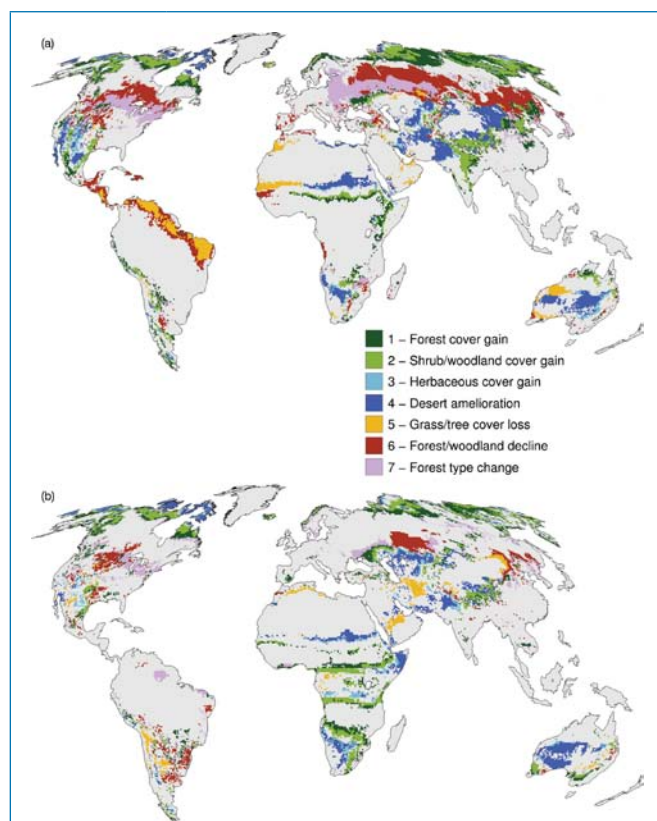 (a)
1 – Forest cover gain
2 – Shrub/woodland cover gain
3 – Herbaceous cover gain
4 – Desert amelioration
5 – Grass/tree cover loss
6 – Forest/woodland decline
7 – Forest type change
(b)